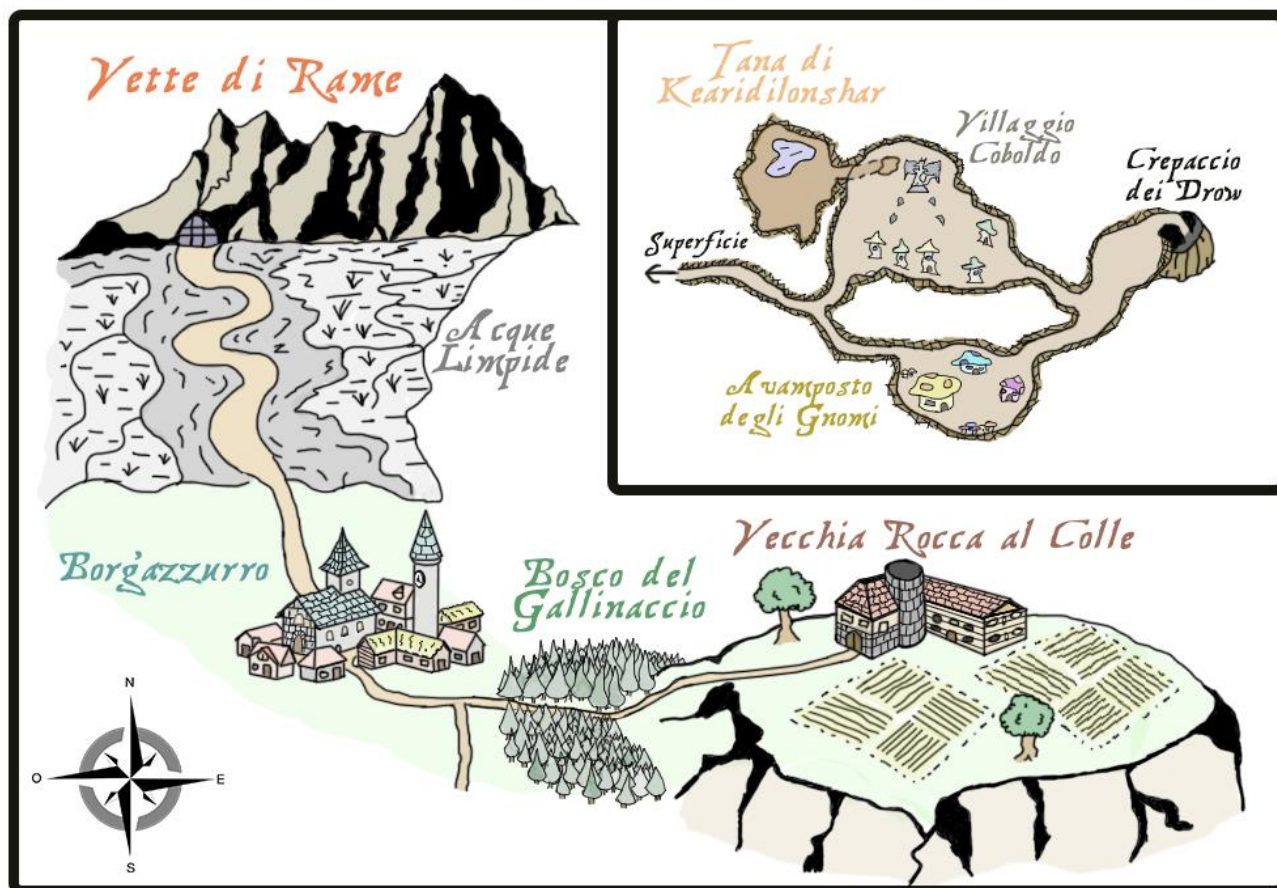 Vette di Rame
Tana di
Kearidilonshar
Villaggio
Coboldo
Crepaccio
dei Drow
Superficie
Acque
Limpide
Avamposto
degli Gnomi
Borgazzurro
Bosco del
Gallinaccio
Vecchia Rocca al Colle
N
O
E
S